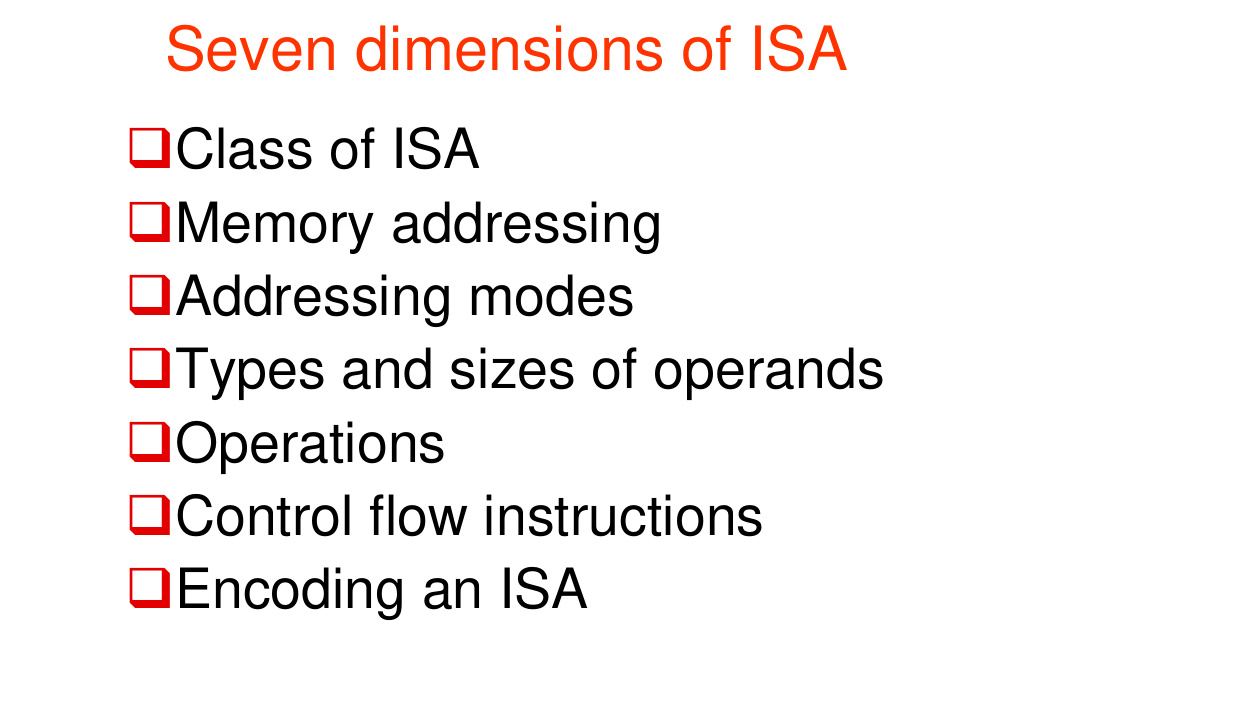 Seven dimensions of ISA
Class of ISA
Memory addressing
Addressing modes
Types and sizes of operands
Operations
Control flow instructions
Encoding an ISA